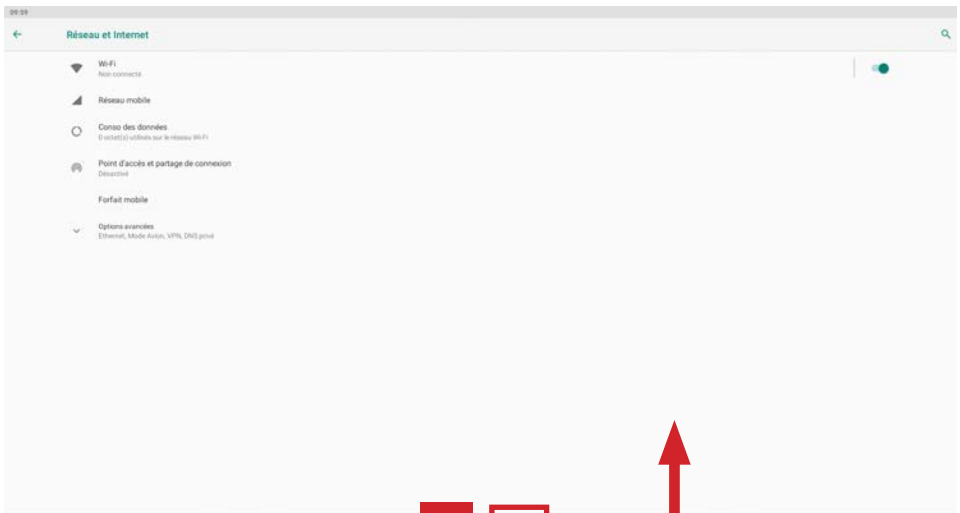 09:59
Réseau et Internet
Wi-Fi
Non connecté
Réseau mobile
Conso des données
0 octet(s) utilisés sur le réseau Wi-Fi
Point d'accès et partage de connexion
Désactivé
Forfait mobile
Options avancées
Ethernet, Mode Avion, VPN, DNS privé